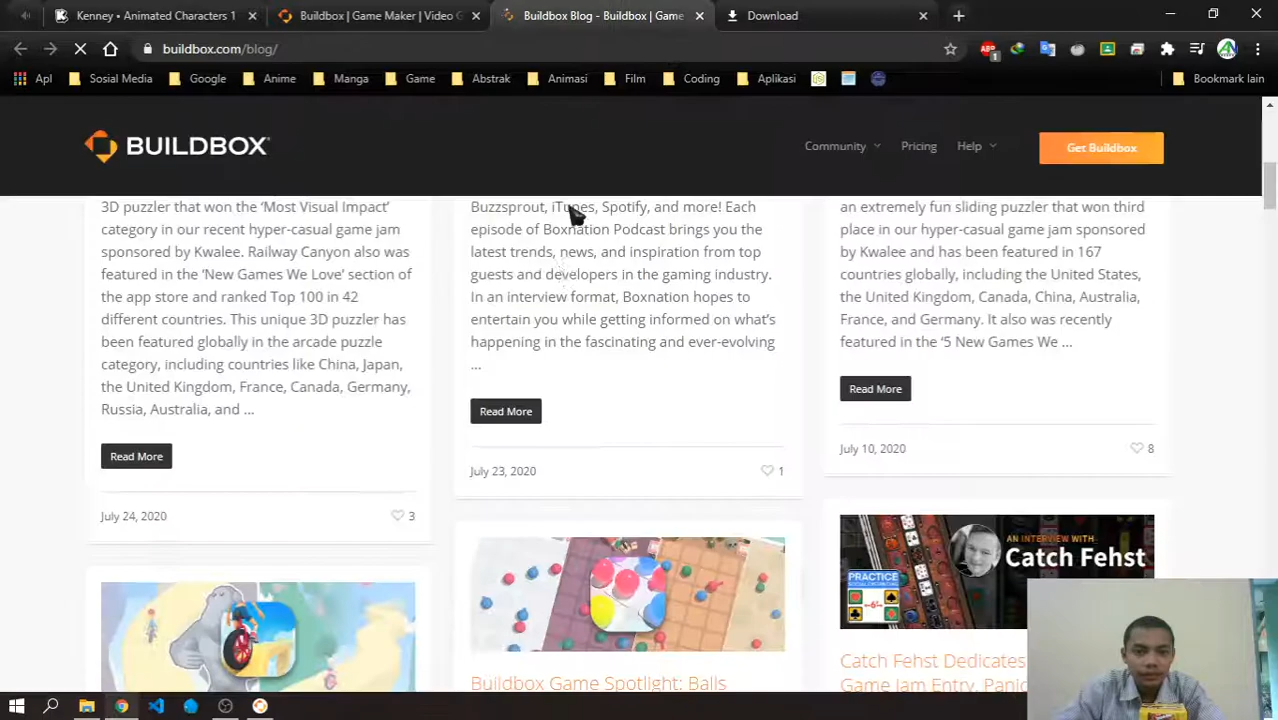 Kenney • Animated Characters 1
Buildbox | Game Maker | Video G
Buildbox Blog - Buildbox | Game
Download
buildbox.com/blog/
ABP
1
Apl
Sosial Media
Google
Anime
Manga
Game
Abstrak
Animasi
Film
Coding
Aplikasi
Bookmark lain
BUILDBOX
Community
Pricing
Help
Get Buildbox
3D puzzler that won the ‘Most Visual Impact’
category in our recent hyper-casual game jam
sponsored by Kwalee. Railway Canyon also was
featured in the ‘New Games We Love’ section of
the app store and ranked Top 100 in 42
different countries. This unique 3D puzzler has
been featured globally in the arcade puzzle
category, including countries like China, Japan,
the United Kingdom, France, Canada, Germany,
Russia, Australia, and ...
Read More
July 24, 2020
3
Buzzsprout, iTunes, Spotify, and more! Each
episode of Boxnation Podcast brings you the
latest trends, news, and inspiration from top
guests and developers in the gaming industry.
In an interview format, Boxnation hopes to
entertain you while getting informed on what’s
happening in the fascinating and ever-evolving
...
Read More
July 23, 2020
1
Buildbox Game Spotlight: Balls
an extremely fun sliding puzzler that won third
place in our hyper-casual game jam sponsored
by Kwalee and has been featured in 167
countries globally, including the United States,
the United Kingdom, Canada, China, Australia,
France, and Germany. It also was recently
featured in the ‘5 New Games We ...
Read More
July 10, 2020
8
AN INTERVIEW WITH
Catch Fehst
PRACTICE
SOCIAL DISTANCING
Catch Fehst Dedicates
Game Jam Entry, Panic